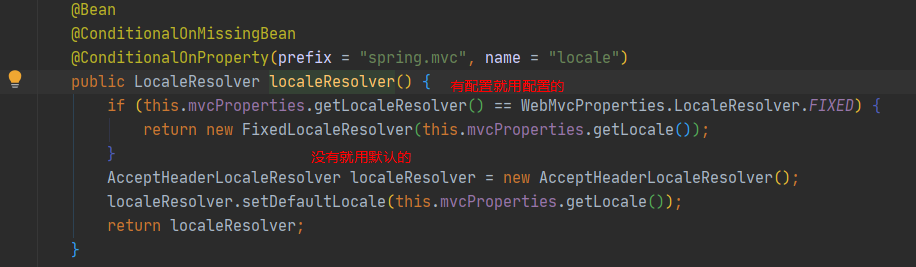 @Bean
@ConditionalOnMissingBean
@ConditionalOnProperty(prefix = "spring.mvc", name = "locale")
public LocaleResolver localeResolver() { 有配置就用配置的
if (this.mvcProperties.getLocaleResolver() == WebMvcProperties.LocaleResolver.FIXED) {
return new FixedLocaleResolver(this.mvcProperties.getLocale());
} 没有就用默认的
AcceptHeaderLocaleResolver localeResolver = new AcceptHeaderLocaleResolver();
localeResolver.setDefaultLocale(this.mvcProperties.getLocale());
return localeResolver;
}